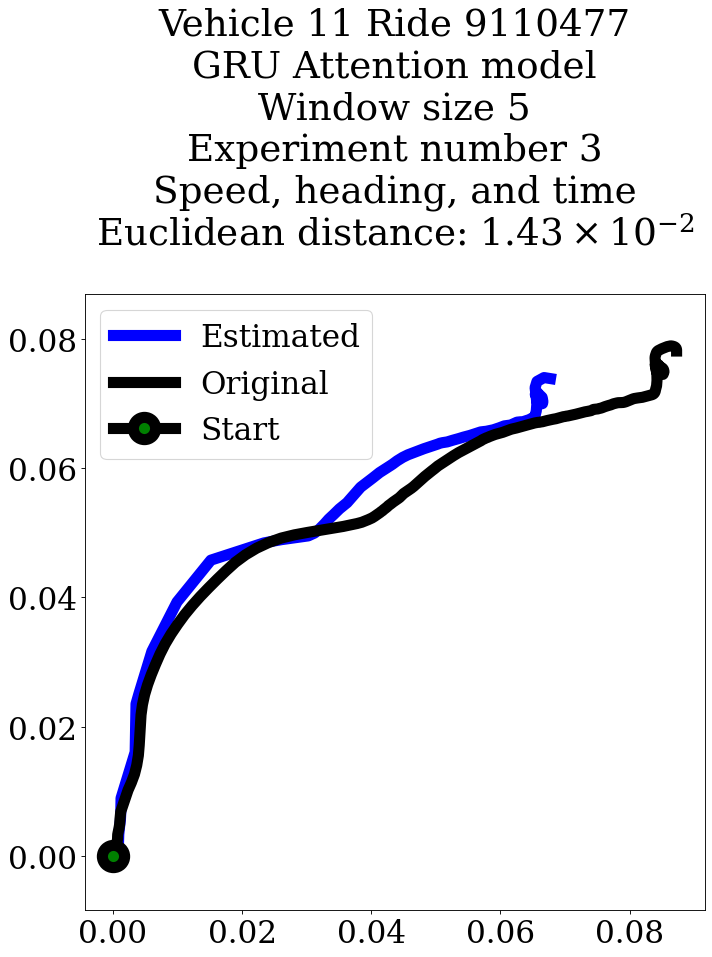 Vehicle 11 Ride 9110477
GRU Attention model
Window size 5
Experiment number 3
Speed, heading, and time
Euclidean distance: 1.43 × 10⁻²
Estimated
Original
Start
0.08
0.06
0.04
0.02
0.00
0.00 0.02 0.04 0.06 0.08